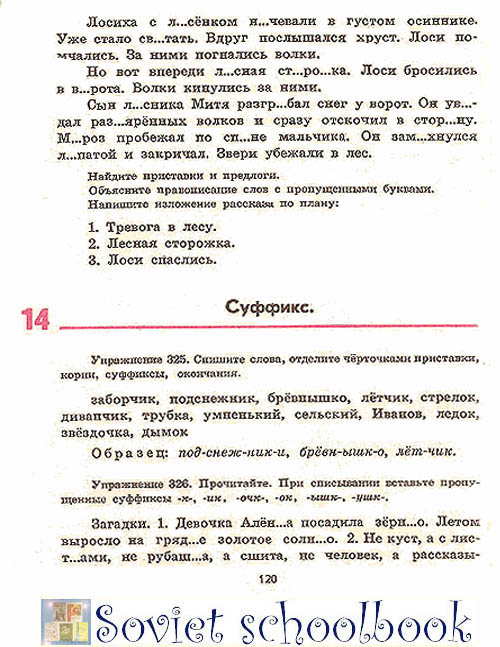 Лосиха с л...сёнком н...чевали в густом осиннике.
Уже стало св...тать. Вдруг послышался хруст. Лоси по-
мчались. За ними погнались волки.
Но вот впереди л...сная ст...ро...ка. Лоси бросились
в в...рота. Волки кинулись за ними.
Сын л...сника Митя разгр...бал снег у ворот. Он ув...-
дал раз...ярённых волков и сразу отскочил в стор...ну.
М...роз пробежал по сп...не мальчика. Он зам...хнулся
л...патой и закричал. Звери убежали в лес.
Найдите приставки и предлоги.
Объясните правописание слов с пропущенными буквами.
Напишите изложение рассказа по плану:
1. Тревога в лесу.
2. Лесная сторожка.
3. Лоси спаслись.
14 Суффикс.
Упражнение 325. Спишите слова, отделите чёрточками приставки,
корни, суффиксы, окончания.
заборчик, подснежник, брёвнышко, лётчик, стрелок,
диванчик, трубка, умненький, сельский, Иванов, ледок,
звёздочка, дымок
Образец: под-снеж-ник-и, бревн-ышк-о, лёт-чик.
Упражнение 326. Прочитайте. При списывании вставьте пропу-
щенные суффиксы -к-, -ик, -очк-, -ок, -ышк-, -ушк-.
Загадки. 1. Девочка Алён...а посадила зёрн...о. Летом
выросло на гряд...е золотое солн...о. 2. Не куст, а с лис-
т...ами, не рубаш...а, а сшита, не человек, а рассказы-
120
Soviet schoolbook